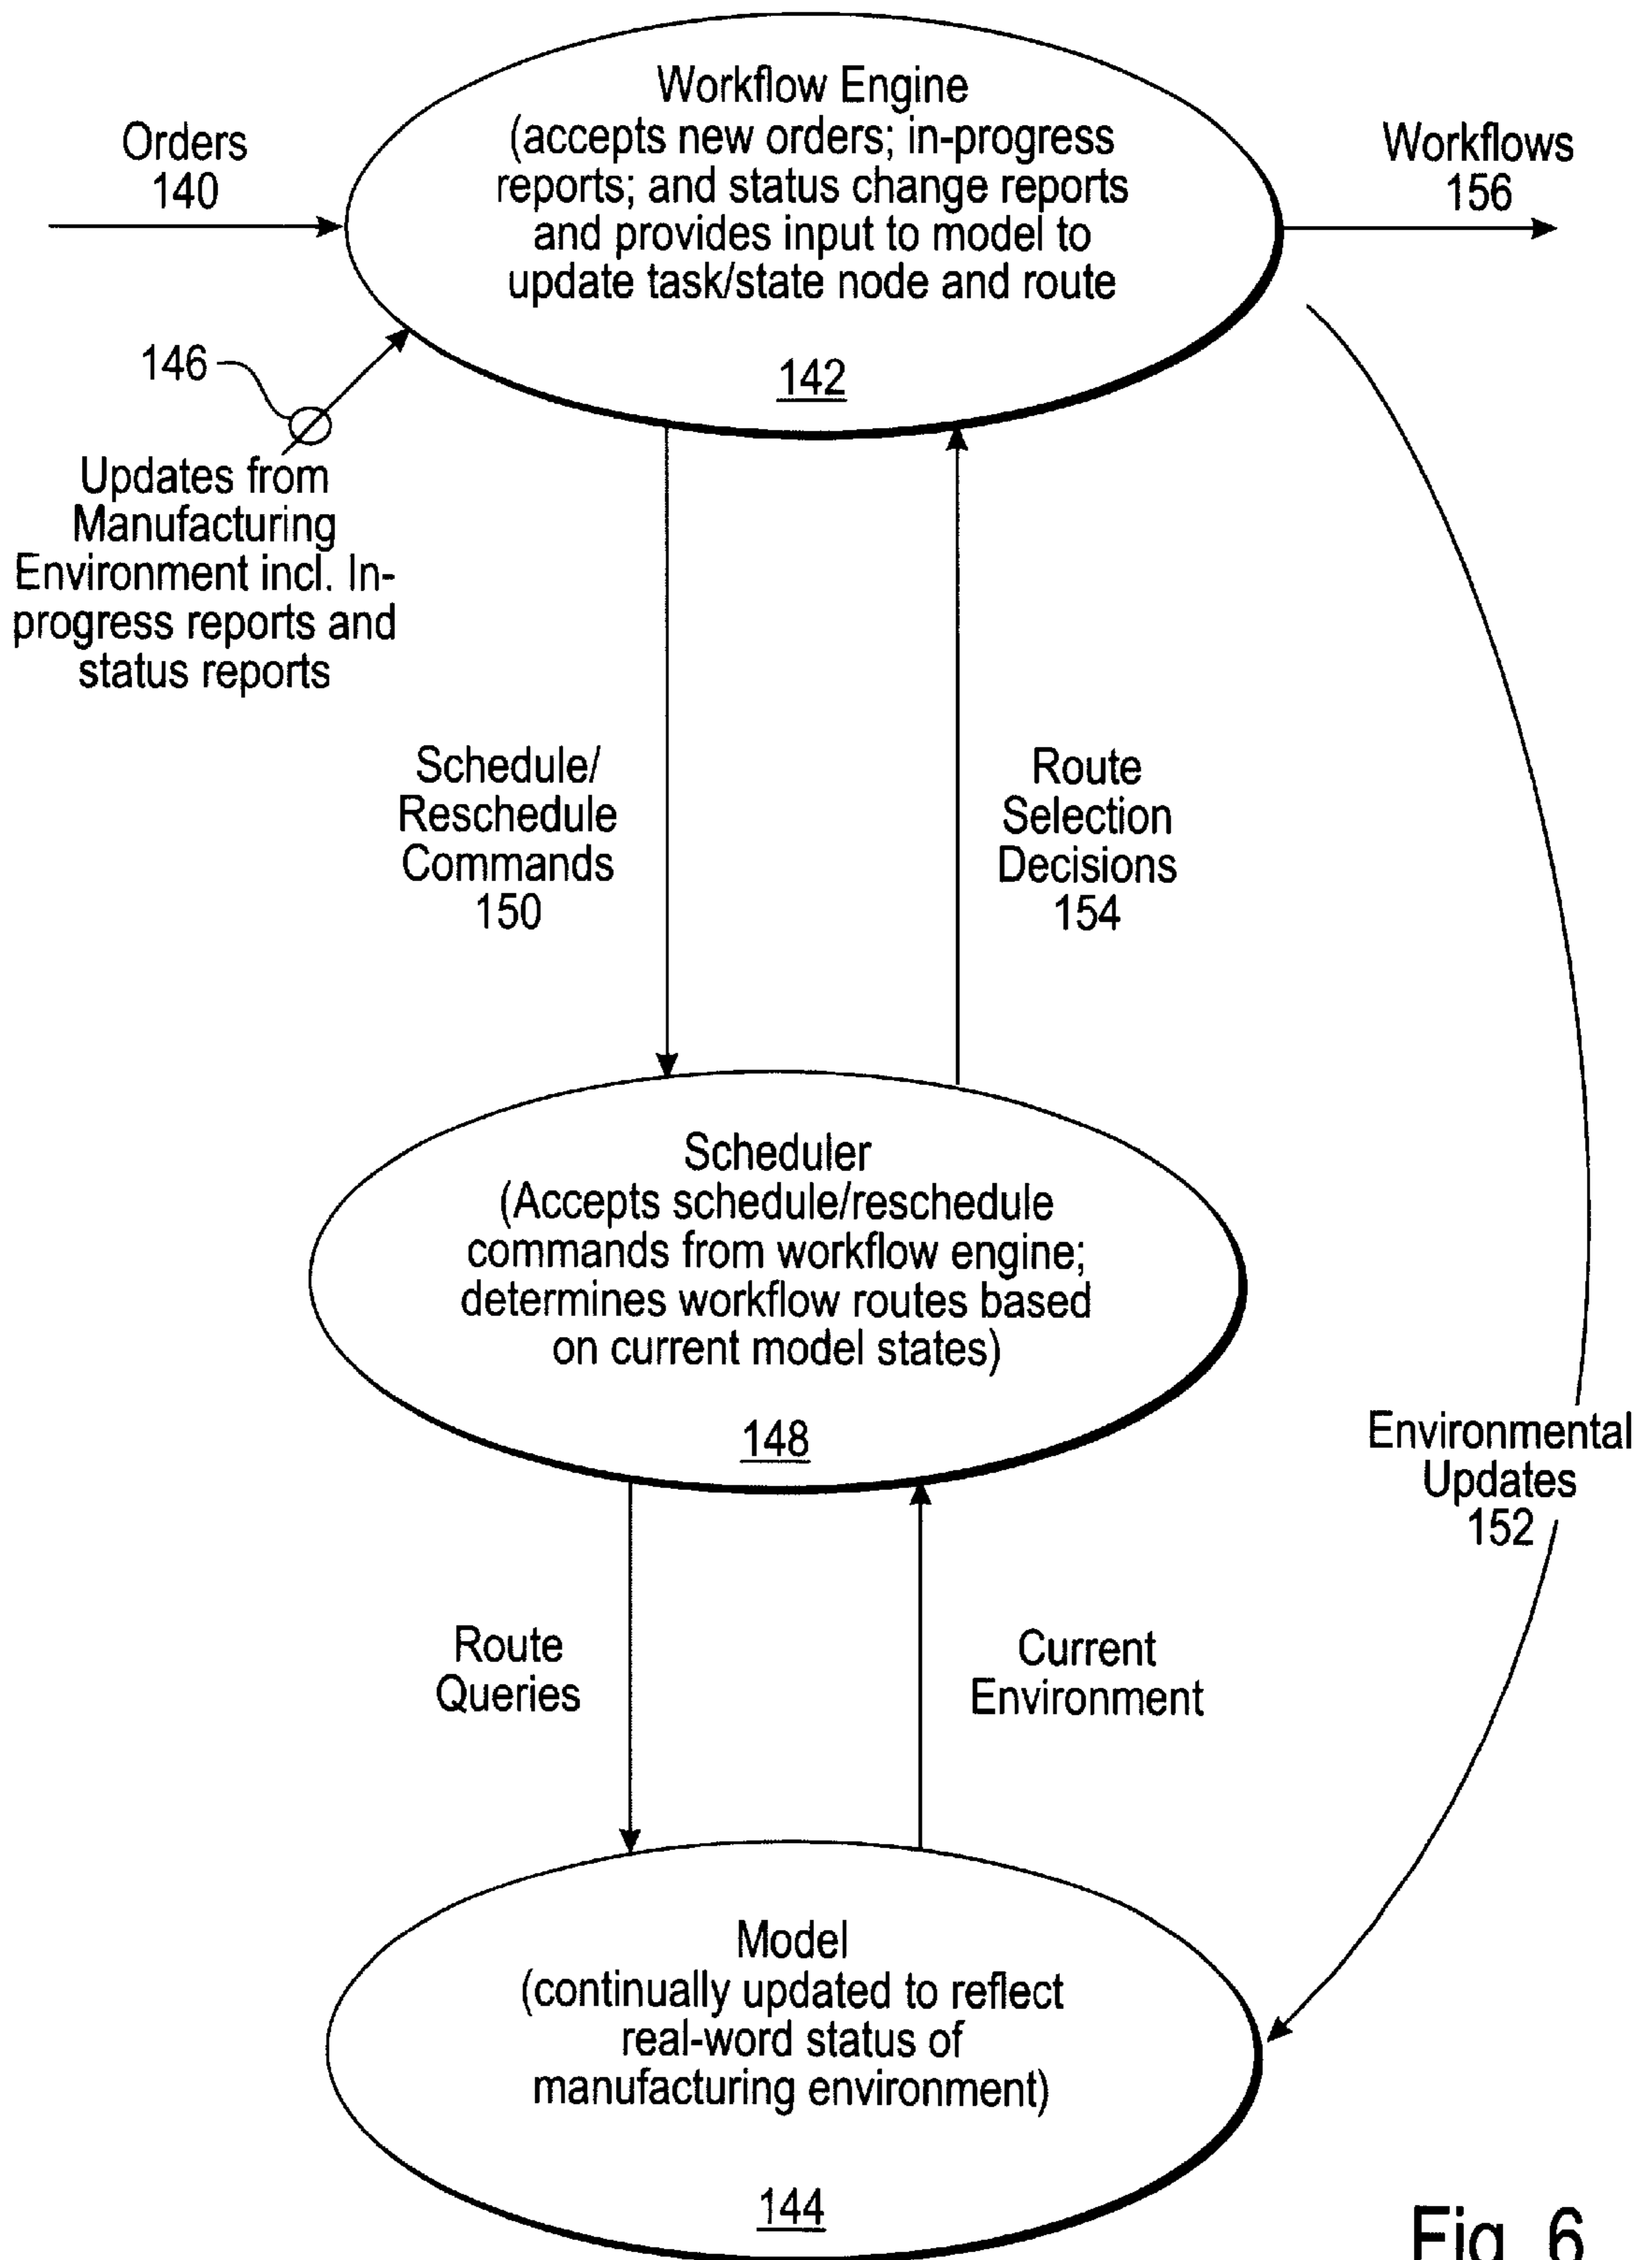 Workflow Engine
(accepts new orders; in-progress
reports; and status change reports
and provides input to model to
update task/state node and route
142
Orders
140
Workflows
156
146
Updates from
Manufacturing
Environment incl. In-
progress reports and
status reports
Schedule/
Reschedule
Commands
150
Route
Selection
Decisions
154
Scheduler
(Accepts schedule/reschedule
commands from workflow engine;
determines workflow routes based
on current model states)
148
Environmental
Updates
152
Route
Queries
Current
Environment
Model
(continually updated to reflect
real-word status of
manufacturing environment)
144
Fig. 6